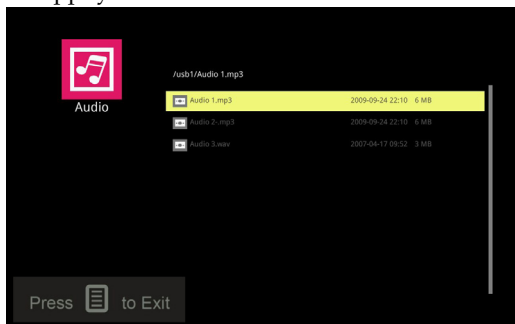 /usb1/Audio 1.mp3
Audio
Audio 1.mp3 2009-09-24 22:10 6 MB
Audio 2-.mp3 2009-09-24 22:10 6 MB
Audio 3.wav 2007-04-17 09:52 3 MB
Press to Exit